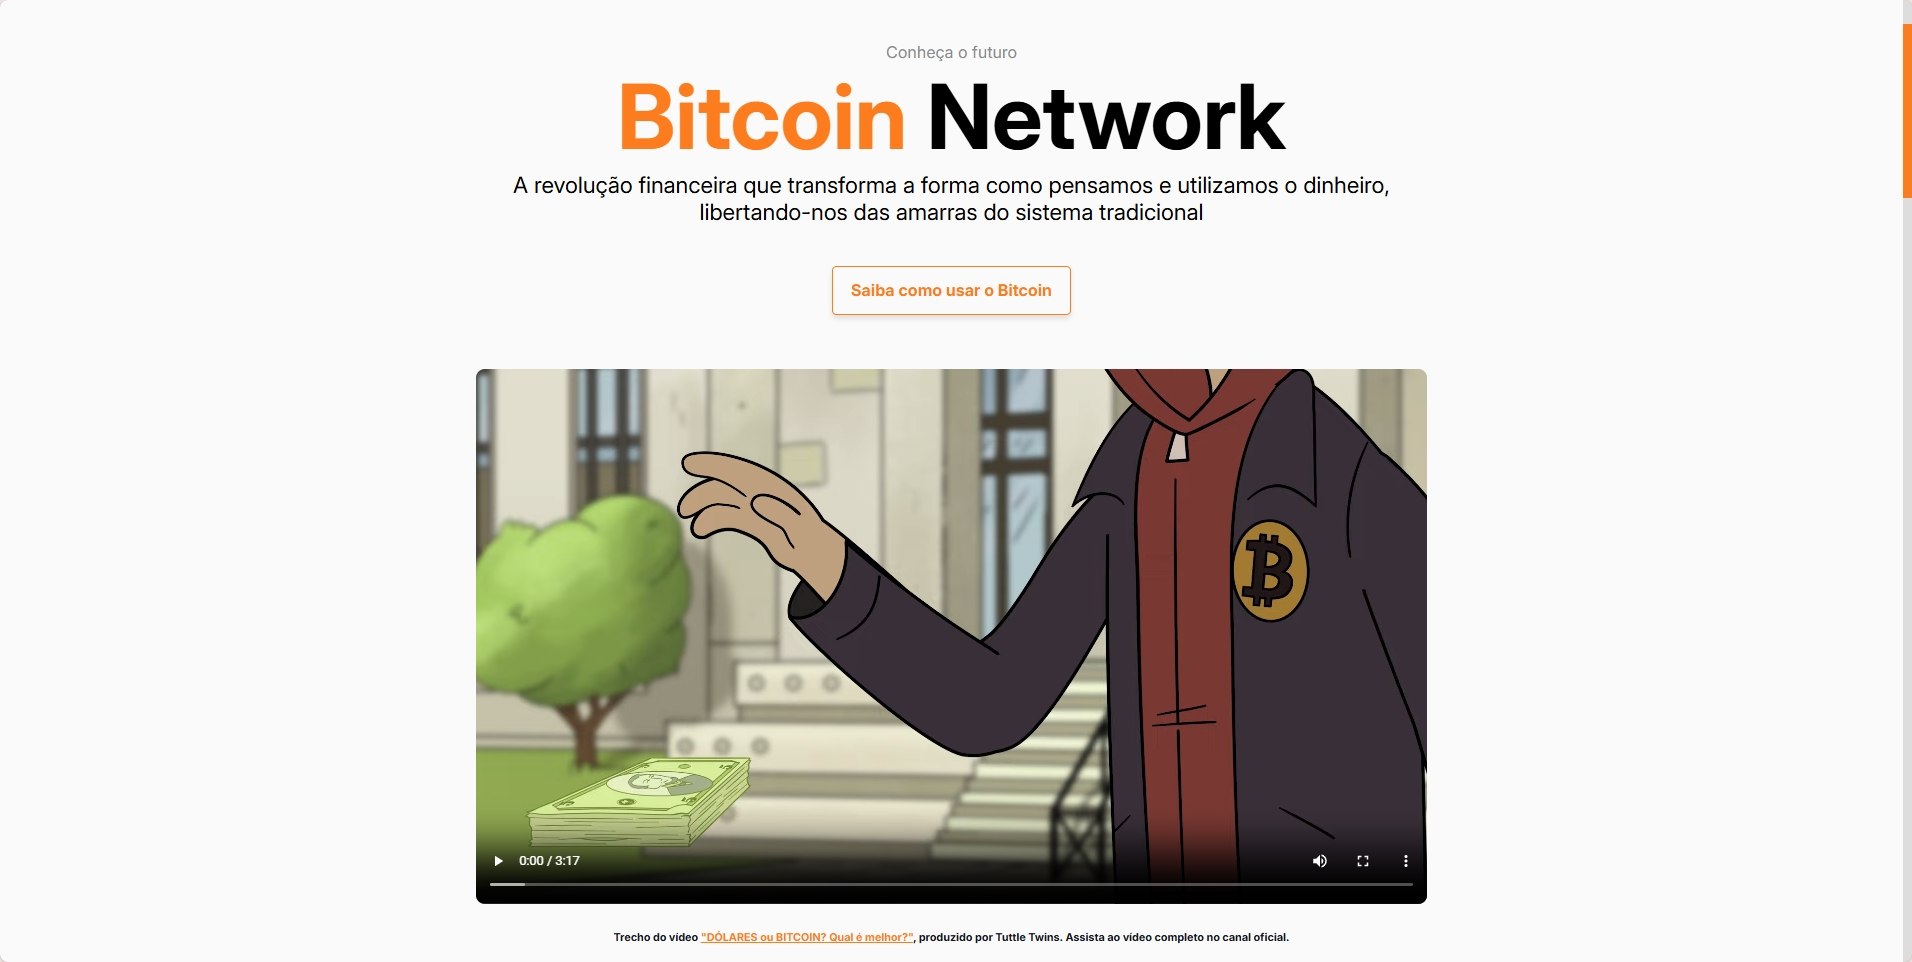 Conheça o futuro
Bitcoin Network
A revolução financeira que transforma a forma como pensamos e utilizamos o dinheiro,
libertando-nos das amarras do sistema tradicional
Saiba como usar o Bitcoin
0:00 / 3:17
Trecho do vídeo "DÓLARES ou BITCOIN? Qual é melhor?", produzido por Tuttle Twins. Assista ao vídeo completo no canal oficial.